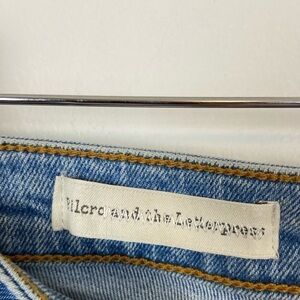 Pilcro and the Letterpress